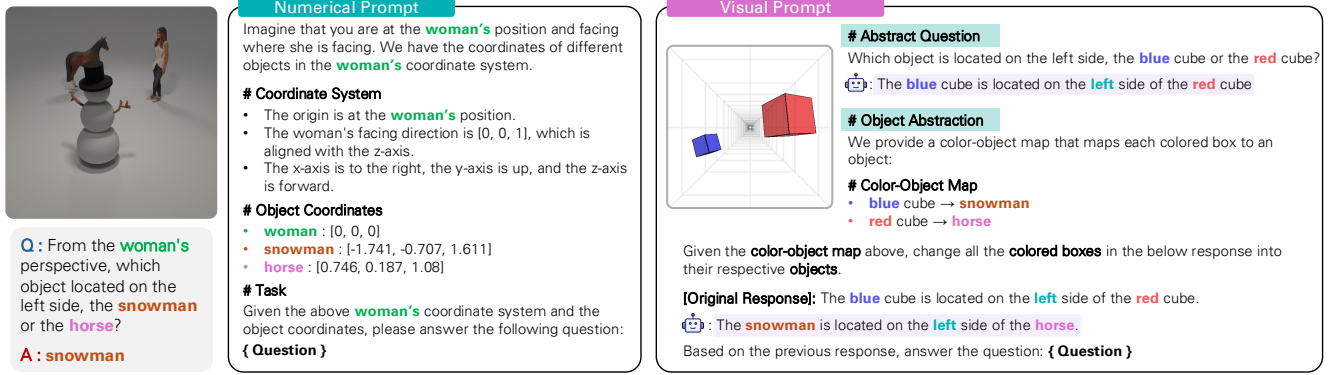 Q : From the woman's
perspective, which
object located on the
left side, the snowman
or the horse?
A : snowman
Numerical Prompt
Imagine that you are at the woman's position and facing
where she is facing. We have the coordinates of different
objects in the woman's coordinate system.
# Coordinate System
• The origin is at the woman's position.
• The woman's facing direction is [0, 0, 1], which is
aligned with the z-axis.
• The x-axis is to the right, the y-axis is up, and the z-axis
is forward.
# Object Coordinates
• woman : [0, 0, 0]
• snowman : [-1.741, -0.707, 1.611]
• horse : [0.746, 0.187, 1.08]
# Task
Given the above woman's coordinate system and the
object coordinates, please answer the following question:
{ Question }
Visual Prompt
# Abstract Question
Which object is located on the left side, the blue cube or the red cube?
: The blue cube is located on the left side of the red cube
# Object Abstraction
We provide a color-object map that maps each colored box to an
object:
# Color-Object Map
• blue cube → snowman
• red cube → horse
Given the color-object map above, change all the colored boxes in the below response into
their respective objects.
[Original Response]: The blue cube is located on the left side of the red cube.
: The snowman is located on the left side of the horse.
Based on the previous response, answer the question: { Question }